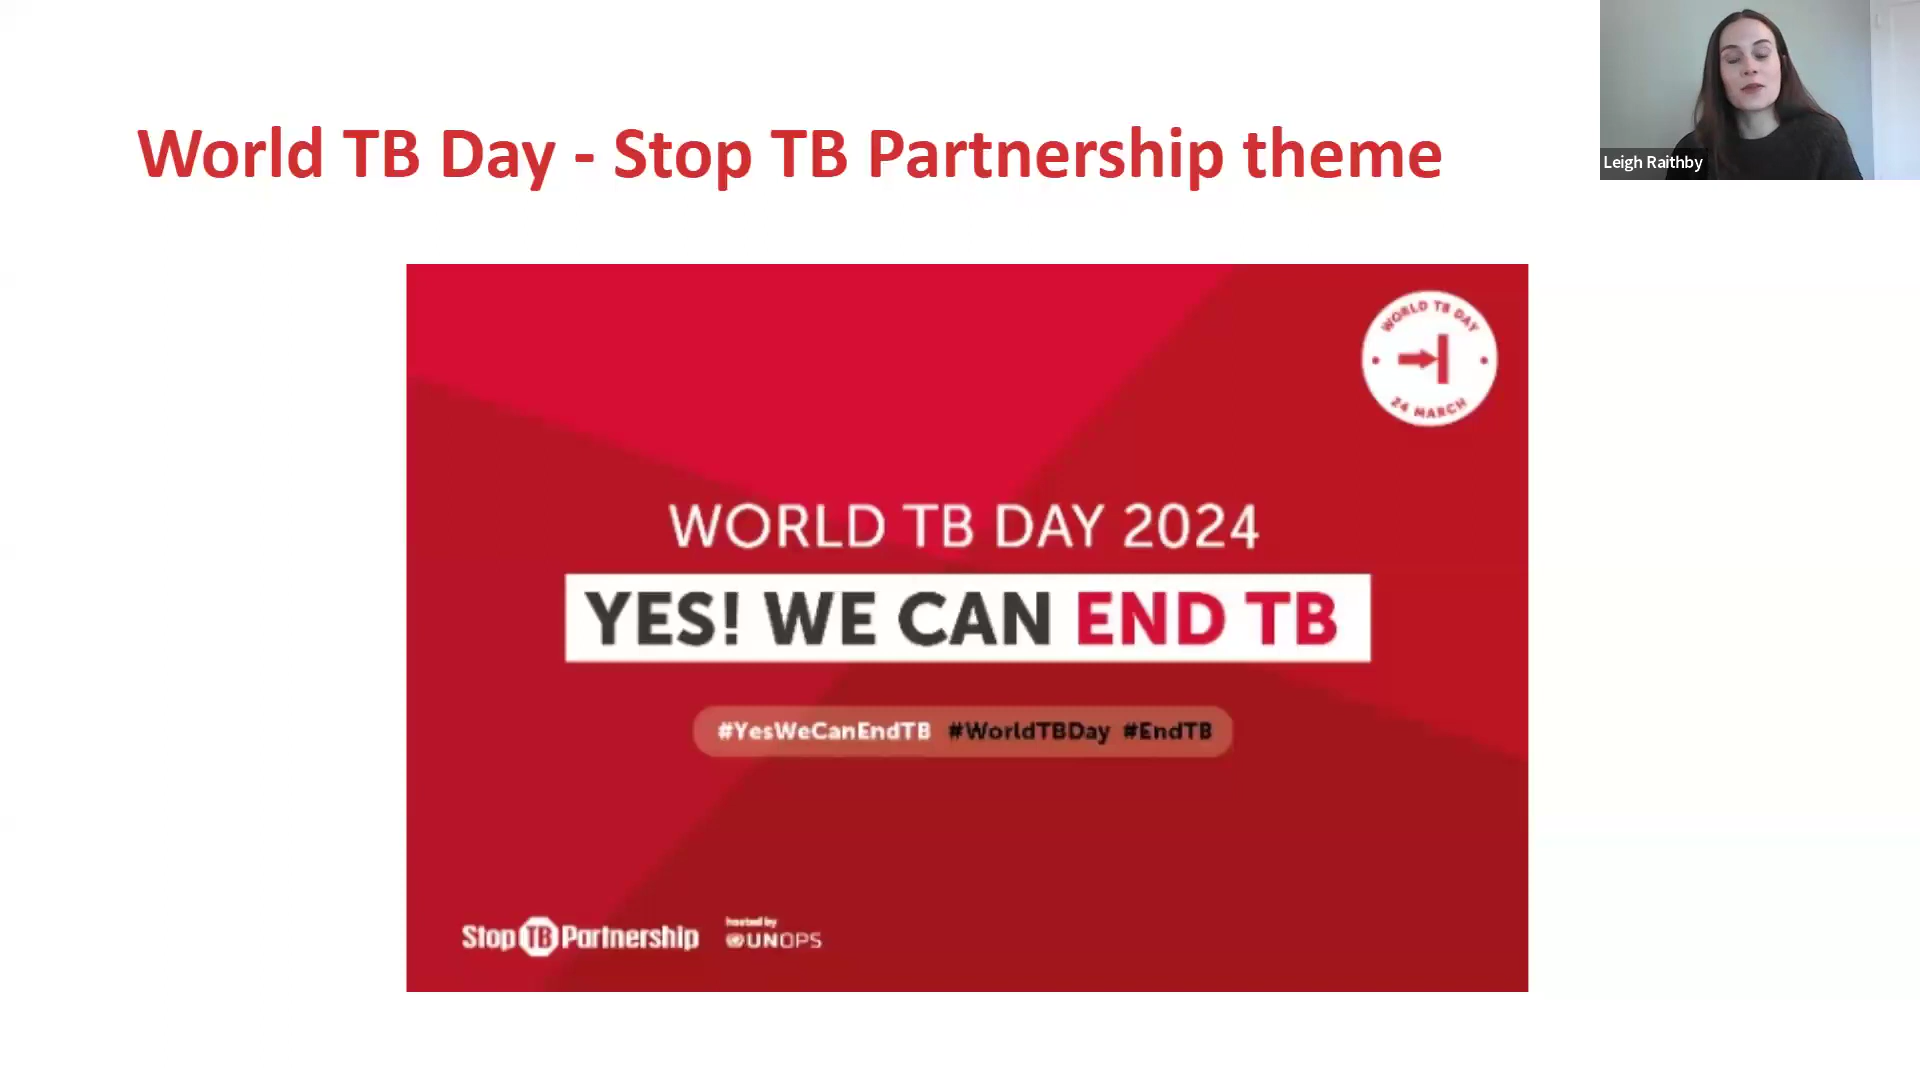 World TB Day - Stop TB Partnership theme
Leigh Raithby
WORLD TB DAY
24 MARCH
WORLD TB DAY 2024
YES! WE CAN END TB
#YesWeCanEndTB #WorldTBDay #EndTB
Stop TB Partnership
hosted by
UNOPS